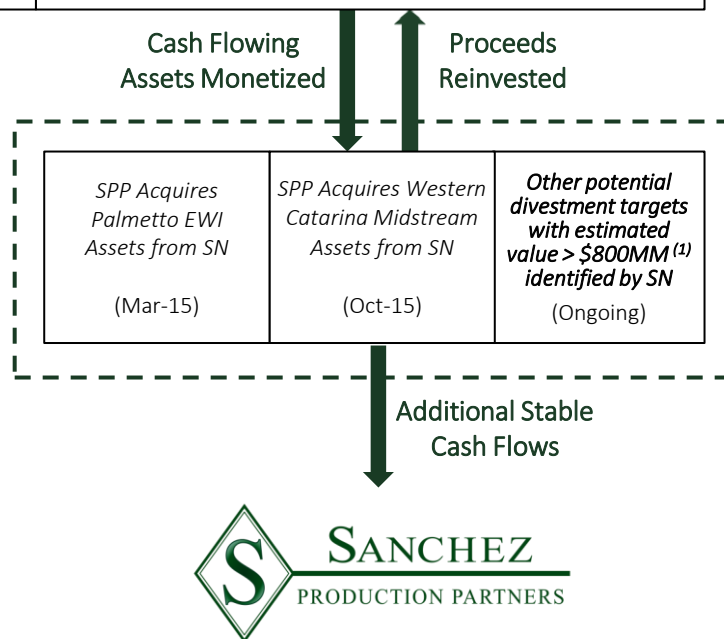 Cash Flowing
Assets Monetized
Proceeds
Reinvested
SPP Acquires
Palmetto EWI
Assets from SN
(Mar-15)
SPP Acquires Western
Catarina Midstream
Assets from SN
(Oct-15)
Other potential
divestment targets
with estimated
value > $800MM (1)
identified by SN
(Ongoing)
Additional Stable
Cash Flows
S
SANCHEZ
PRODUCTION PARTNERS